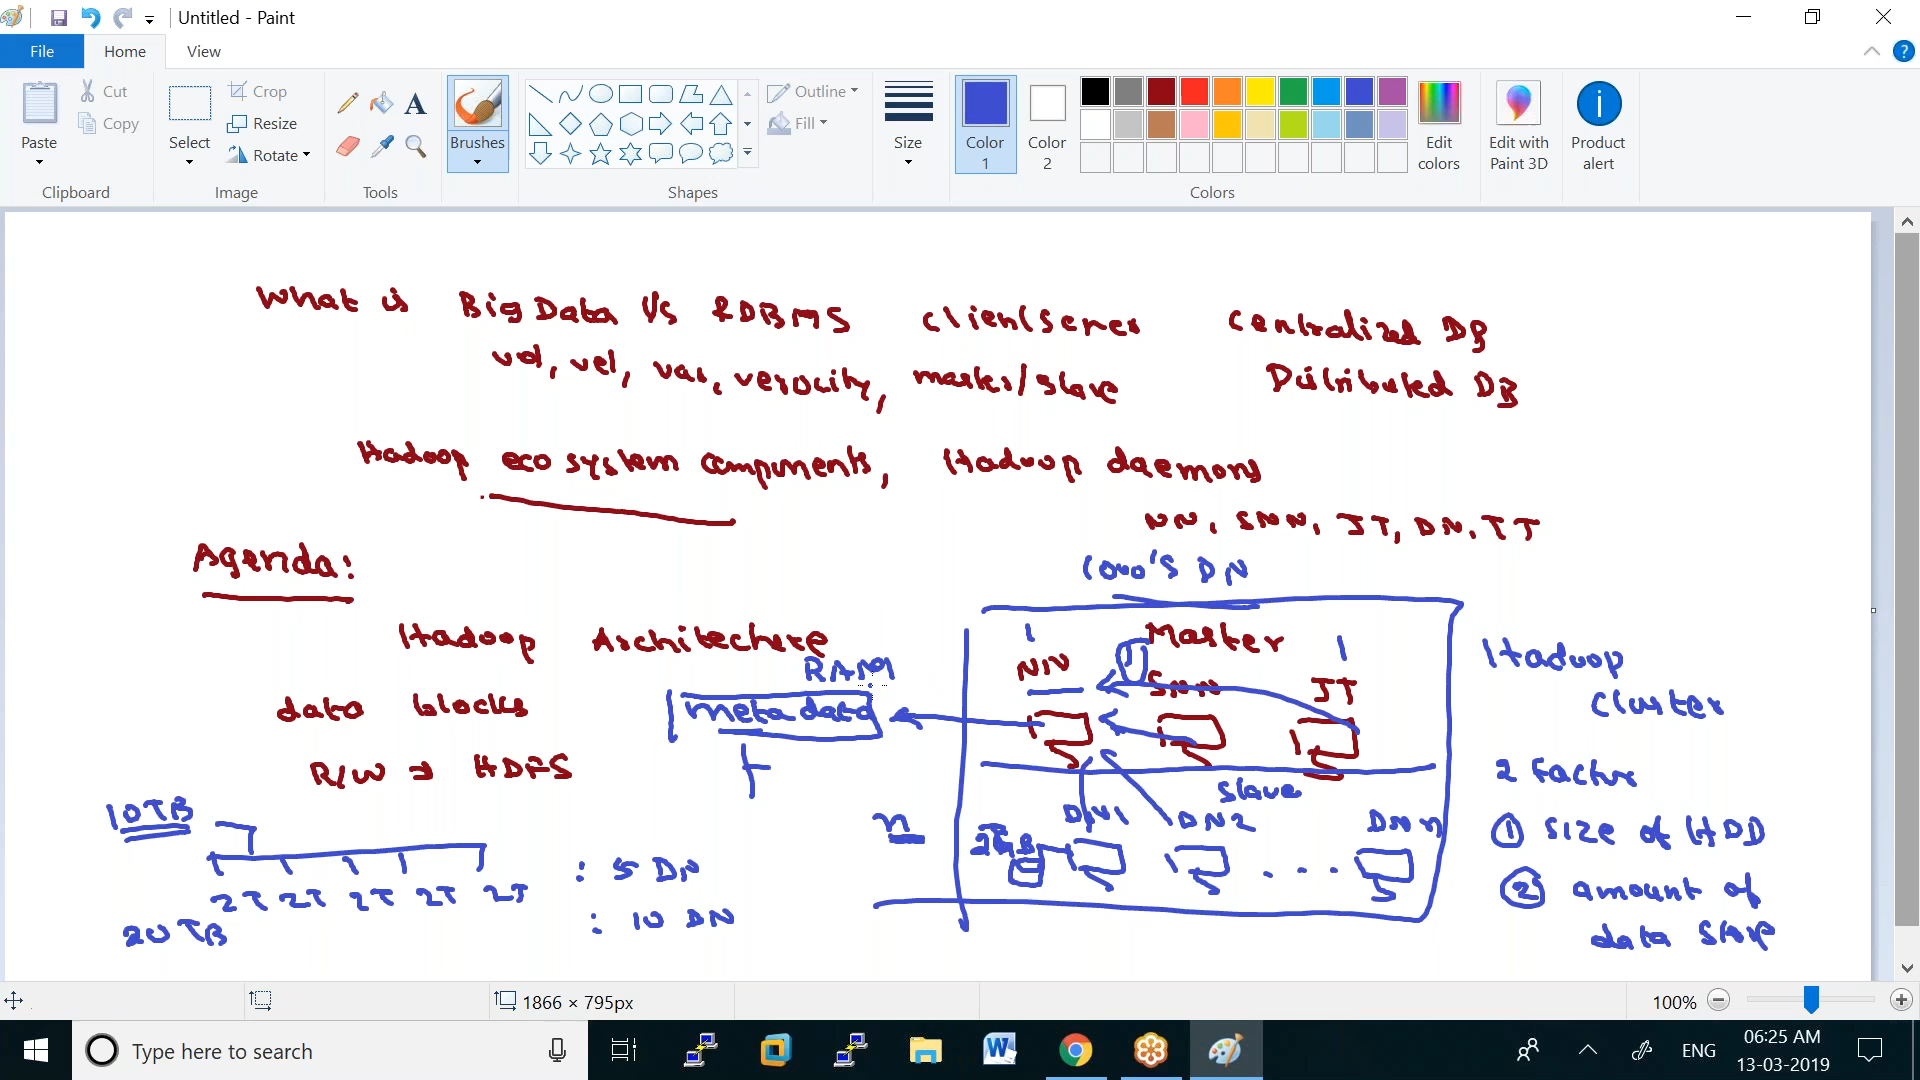 Untitled - Paint
File Home View
Paste
Cut
Copy
Clipboard
Select
Crop
Resize
Rotate
Image
Tools
Brushes
Shapes
Outline
Fill
Size
Color 1
Color 2
Colors
Edit colors
Edit with Paint 3D
Product alert
What is Big Data V/s RDBMS client/server centralized DB
vol, vel, var, verocity, master/slave Distributed DB
Hadoop eco system components, Hadoop daemons
NN, SNN, JT, DN, TT
Agenda:
1000's DN
Hadoop Architecture
1 Master 1
RAM
NN SNN JT
Hadoop
cluster
data blocks
meta data
R/W → HDFS
2 factor
slave
10TB
n
DN1 DN2 DN n
① size of HDD
2T 2T 2T 2T 2T : 5 DN
② amount of
data
20 TB : 10 DN
1866 × 795px
100%
Type here to search
ENG
06:25 AM
13-03-2019